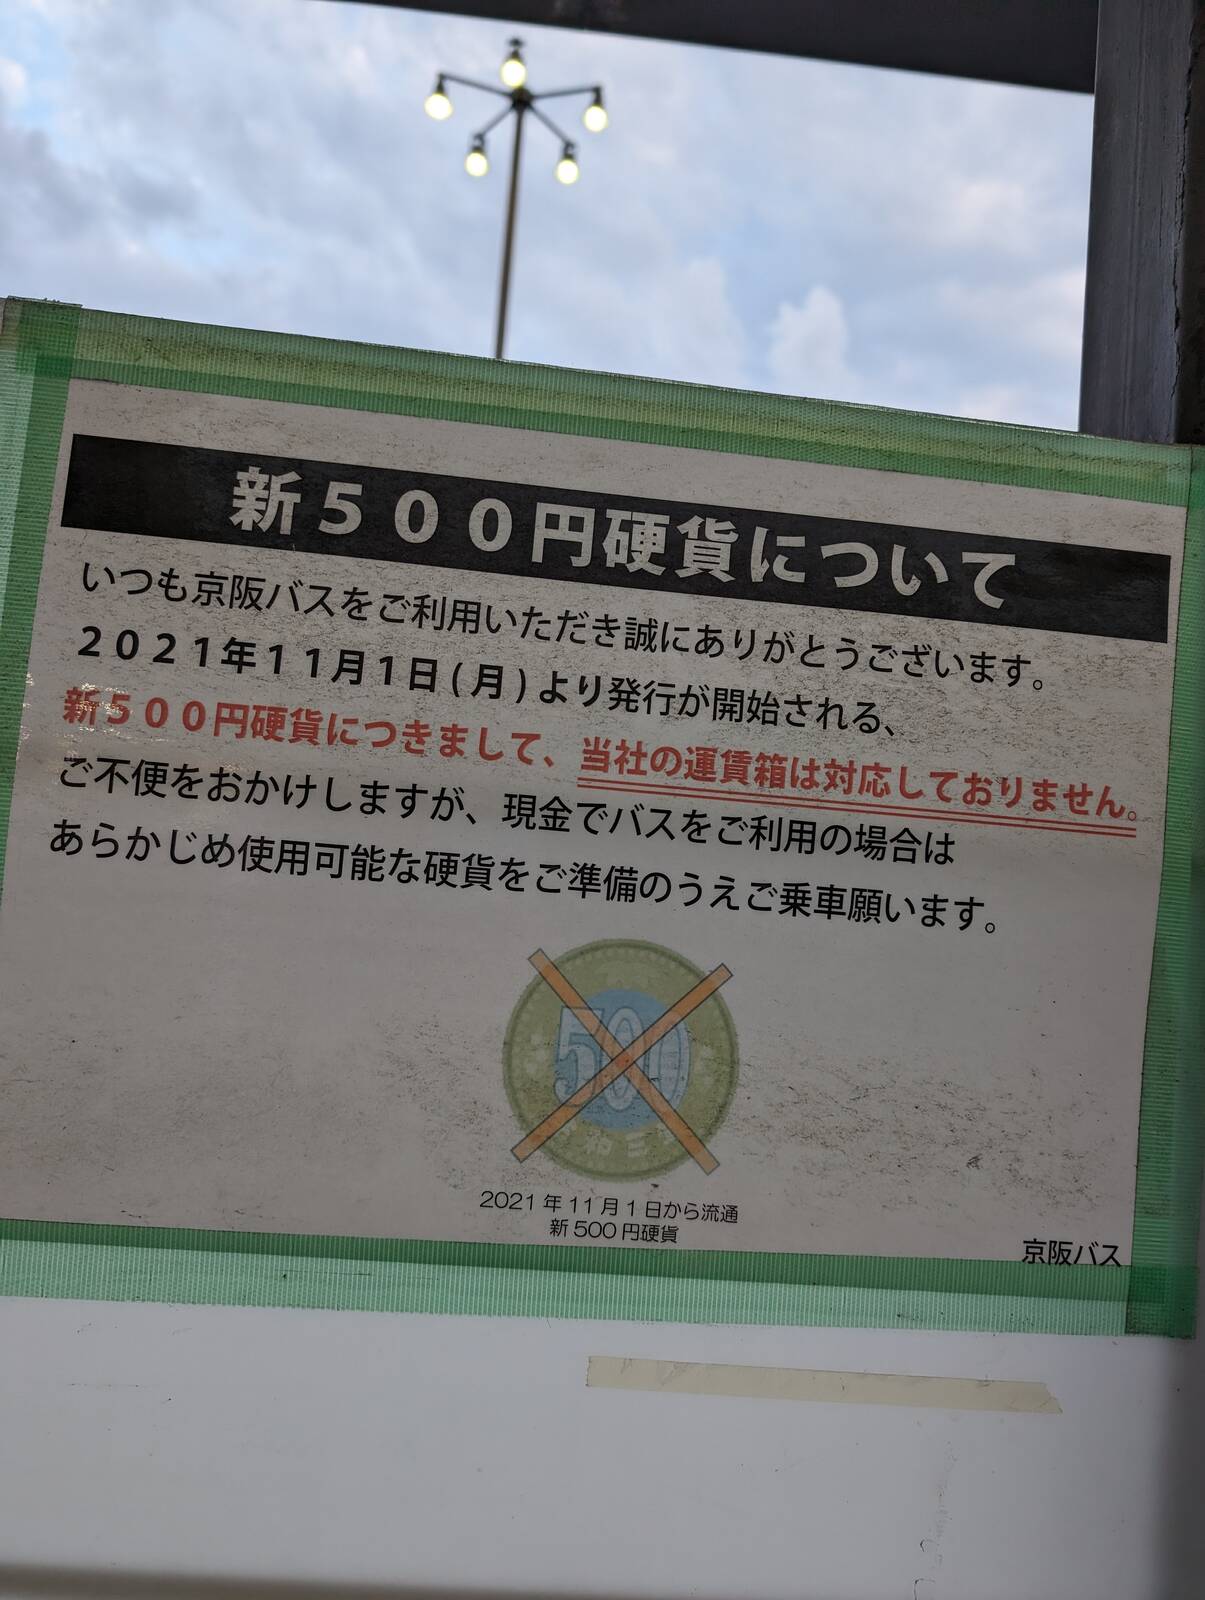 新５００円硬貨について
いつも京阪バスをご利用いただき誠にありがとうございます。
２０２１年１１月１日(月)より発行が開始される、
新５００円硬貨につきまして、当社の運賃箱は対応しておりません。
ご不便をおかけしますが、現金でバスをご利用の場合は
あらかじめ使用可能な硬貨をご準備のうえご乗車願います。
500
和三
2021年11月1日から流通
新500円硬貨
京阪バス